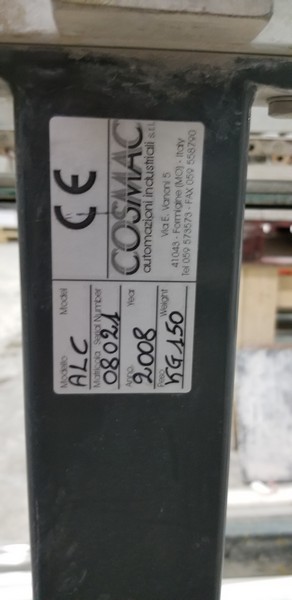 CE
COSMAC
automazioni industriali s.r.l.
Via E. Vanoni 5
41043 - Formigine (MO) - Italy
Tel 059 573573 - FAX 059 558790
Modello Model
ALC
Matricola Serial Number
08021
Anno Year
2008
Peso Weight
KG 150